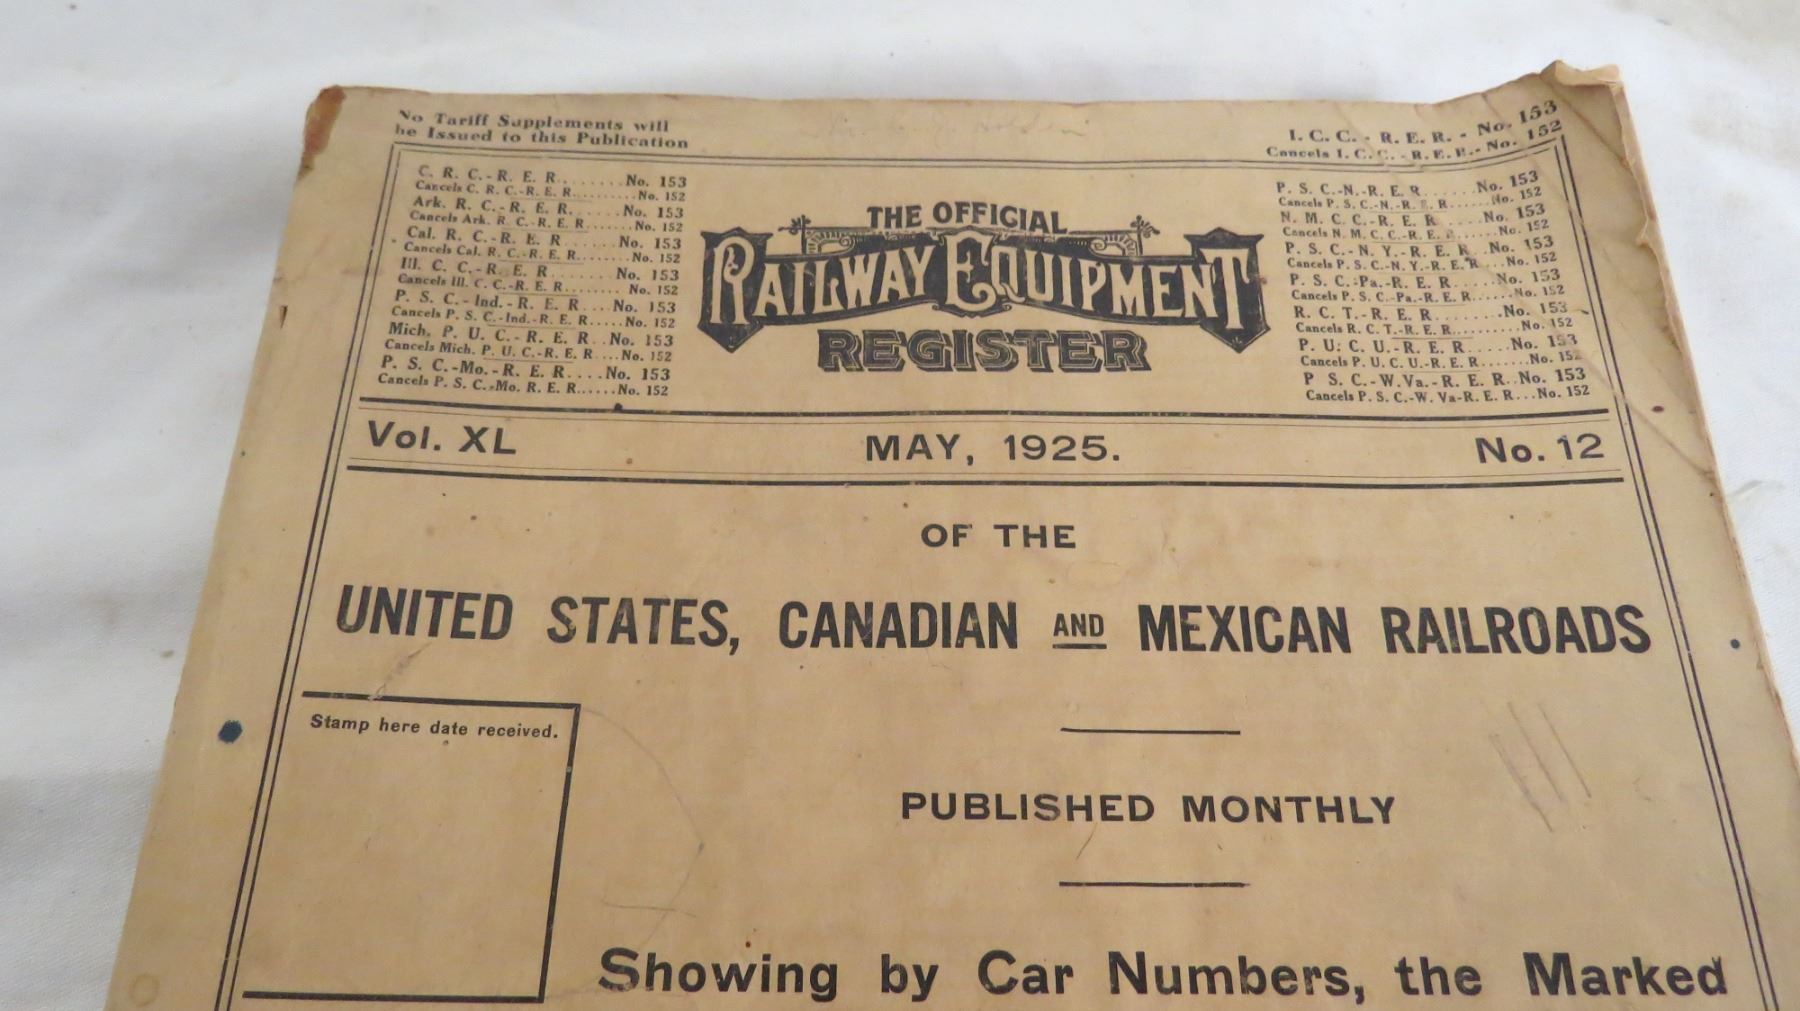 No Tariff Supplements will
be Issued to this Publication
I. C. C. - R. E. R. - No. 153
Cancels I. C. C. - R. E. R. - No. 152
C. R. C.-R. E. R........No. 153
Cancels C. R. C.-R. E. R.........No. 152
Ark. R. C.-R. E. R.......No. 153
Cancels Ark. R. C.-R. E. R........No. 152
Cal. R. C.-R. E. R.......No. 153
Cancels Cal. R. C.-R. E. R........No. 152
Ill. C. C.-R. E. R........No. 153
Cancels Ill. C. C.-R. E. R..........No. 152
P. S. C.-Ind.-R. E. R....No. 153
Cancels P. S. C.-Ind.-R. E. R.....No. 152
Mich. P. U. C.-R. E. R..No. 153
Cancels Mich. P. U. C.-R. E. R....No. 152
P. S. C.-Mo.-R. E. R....No. 153
Cancels P. S. C.-Mo. R. E. R......No. 152
THE OFFICIAL
RAILWAY EQUIPMENT
REGISTER
P. S. C.-N.-R. E. R......No. 153
Cancels P. S. C.-N.-R. E. R......No. 152
N. M. C. C.-R. E. R.....No. 153
Cancels N. M. C. C.-R. E. R......No. 152
P. S. C.-N. Y.-R. E. R..No. 153
Cancels P. S. C.-N. Y.-R. E. R...No. 152
P. S. C.-Pa.-R. E. R.....No. 153
Cancels P. S. C.-Pa.-R. E. R......No. 152
R. C. T.-R. E. R.........No. 153
Cancels R. C. T.-R. E. R..........No. 152
P. U. C. U.-R. E. R.....No. 153
Cancels P. U. C. U.-R. E. R.......No. 152
P. S. C.-W.Va.-R. E. R..No. 153
Cancels P. S. C.-W. Va-R. E. R...No. 152
Vol. XL MAY, 1925. No. 12
OF THE
UNITED STATES, CANADIAN AND MEXICAN RAILROADS
Stamp here date received.
PUBLISHED MONTHLY
Showing by Car Numbers, the Marked